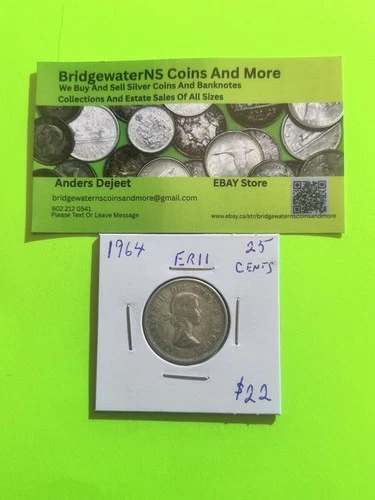 BridgewaterNS Coins And More
We Buy And Sell Silver Coins And Banknotes
Collections And Estate Sales Of All Sizes
Anders Dejeet EBAY Store
bridgewaternscoinsandmore@gmail.com
902 217 0541
Please Text Or Leave Message www.ebay.ca/str/bridgewaternscoinsandmore
1964 ERII 25
CENTS
$22